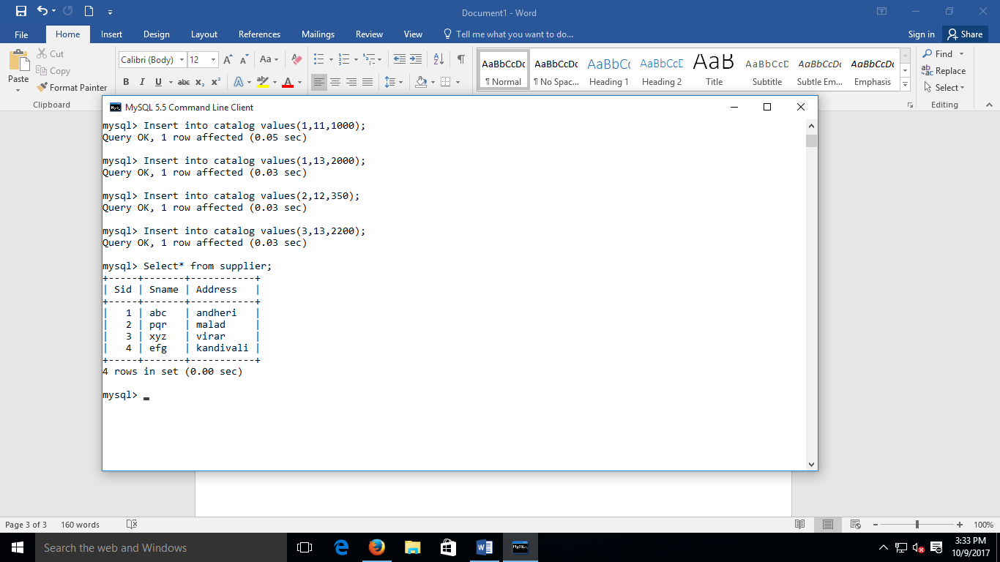 Document1 - Word
File Home Insert Design Layout References Mailings Review View Tell me what you want to do... Sign in Share
Paste
Cut
Copy
Format Painter
Clipboard
Calibri (Body) 12 A A Aa
B I U abc x₂ x² A ab A
AaBbCcDc AaBbCcDc AaBbCc AaBbCcD AaB AaBbCcD AaBbCcDt AaBbCcDt
¶ Normal ¶ No Spac... Heading 1 Heading 2 Title Subtitle Subtle Em... Emphasis
Find
Replace
Select
Editing
MySQL 5.5 Command Line Client
mysql> Insert into catalog values(1,11,1000);
Query OK, 1 row affected (0.05 sec)
mysql> Insert into catalog values(1,13,2000);
Query OK, 1 row affected (0.03 sec)
mysql> Insert into catalog values(2,12,350);
Query OK, 1 row affected (0.03 sec)
mysql> Insert into catalog values(3,13,2200);
Query OK, 1 row affected (0.03 sec)
mysql> Select* from supplier;
+-----+-------+-----------+
| Sid | Sname | Address   |
+-----+-------+-----------+
|   1 | abc   | andheri   |
|   2 | pqr   | malad     |
|   3 | xyz   | virar     |
|   4 | efg   | kandivali |
+-----+-------+-----------+
4 rows in set (0.00 sec)
mysql> _
Page 3 of 3 160 words 100%
Search the web and Windows
3:33 PM
10/9/2017